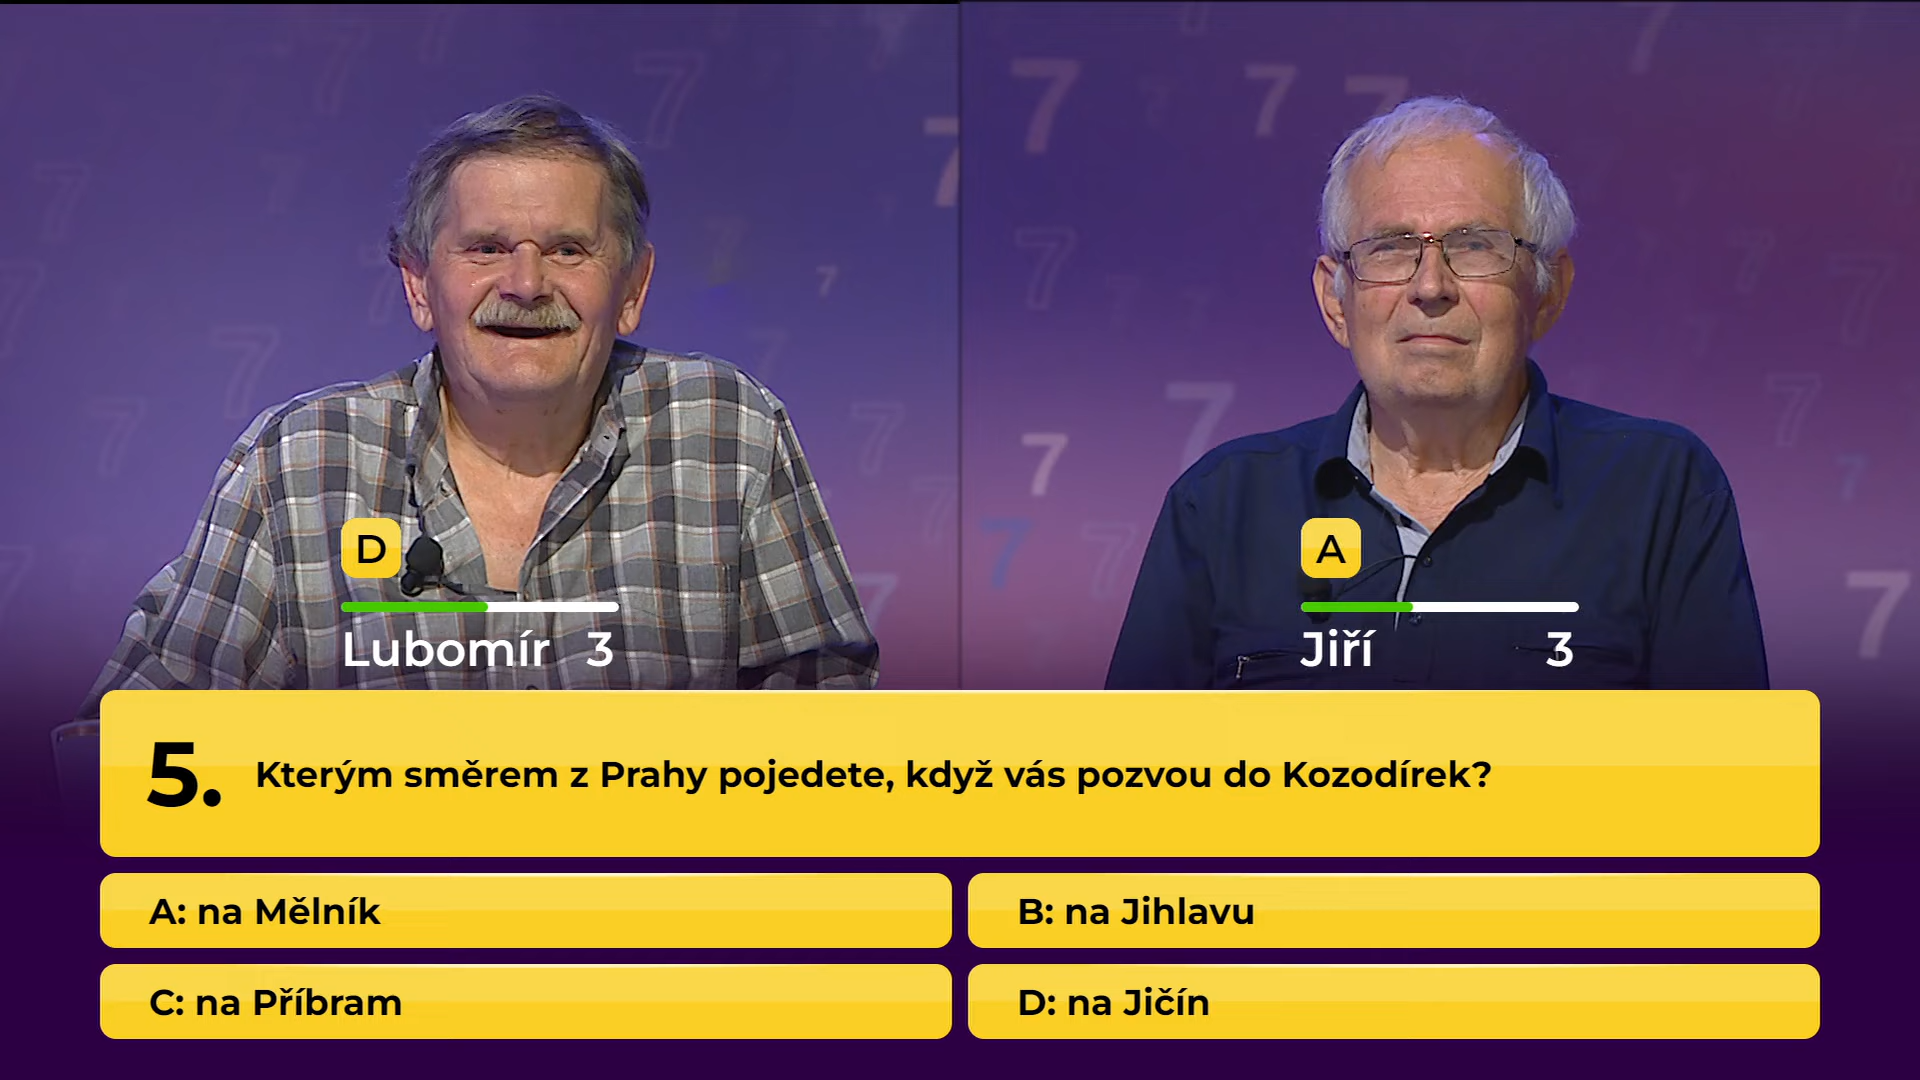 D
A
Lubomír 3
Jiří 3
5. Kterým směrem z Prahy pojedete, když vás pozvou do Kozodírek?
A: na Mělník
B: na Jihlavu
C: na Příbram
D: na Jičín